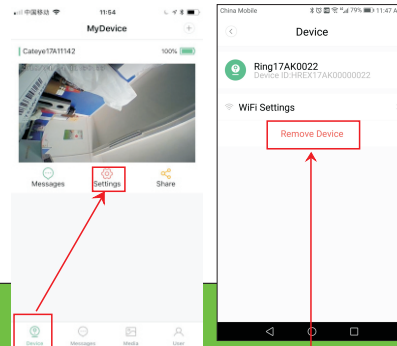 中国移动 11:54
MyDevice
Cateye17A11142 100%
Messages Settings Share
Device Messages Media User
China Mobile 79% 11:47 A
Device
Ring17AK0022
Device ID:HREX17AK00000022
WiFi Settings
Remove Device